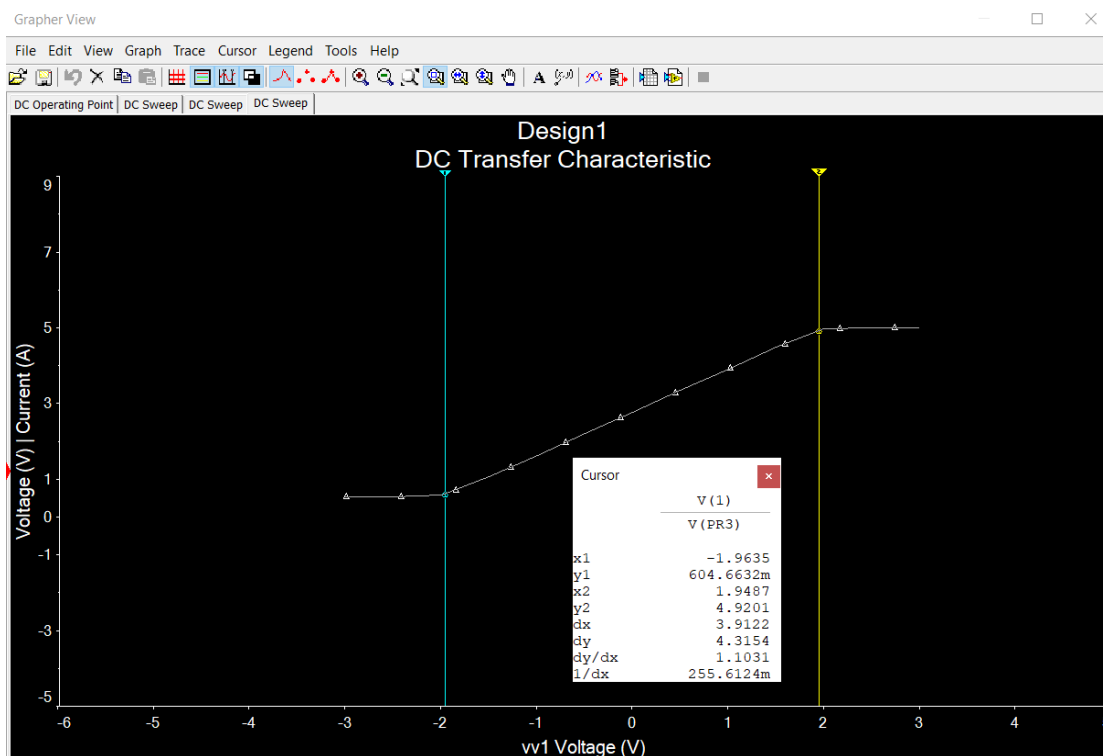 Grapher View
File Edit View Graph Trace Cursor Legend Tools Help
A
DC Operating Point DC Sweep DC Sweep DC Sweep
Design1
DC Transfer Characteristic
1
2
9
7
5
3
1
0
-1
-3
-5
Voltage (V) | Current (A)
-6 -5 -4 -3 -2 -1 0 1 2 3 4
vv1 Voltage (V)
Cursor
V(1)
V(PR3)
x1 -1.9635
y1 604.6632m
x2 1.9487
y2 4.9201
dx 3.9122
dy 4.3154
dy/dx 1.1031
1/dx 255.6124m